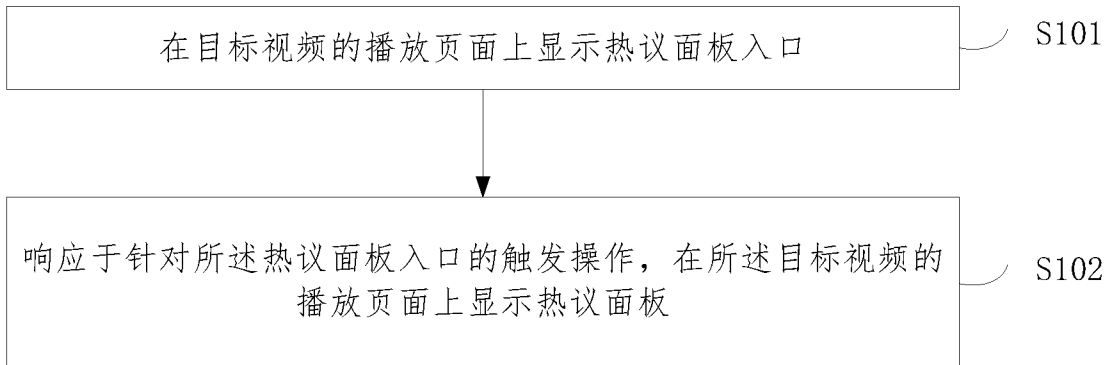 在目标视频的播放页面上显示热议面板入口
S101
响应于针对所述热议面板入口的触发操作，在所述目标视频的
播放页面上显示热议面板
S102